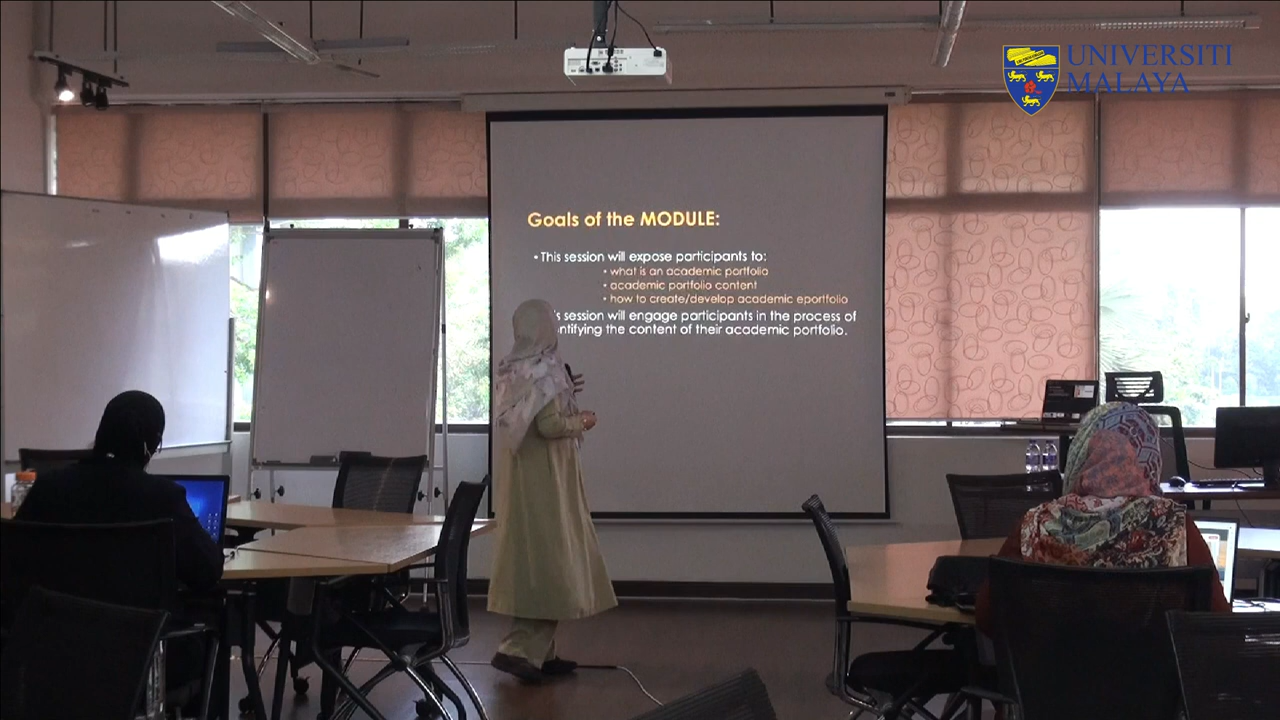 UNIVERSITI
MALAYA
Goals of the MODULE:
• This session will expose participants to:
• what is an academic portfolio
• academic portfolio content
• how to create/develop academic eportfolio
session will engage participants in the process of
the content of their academic portfolio.